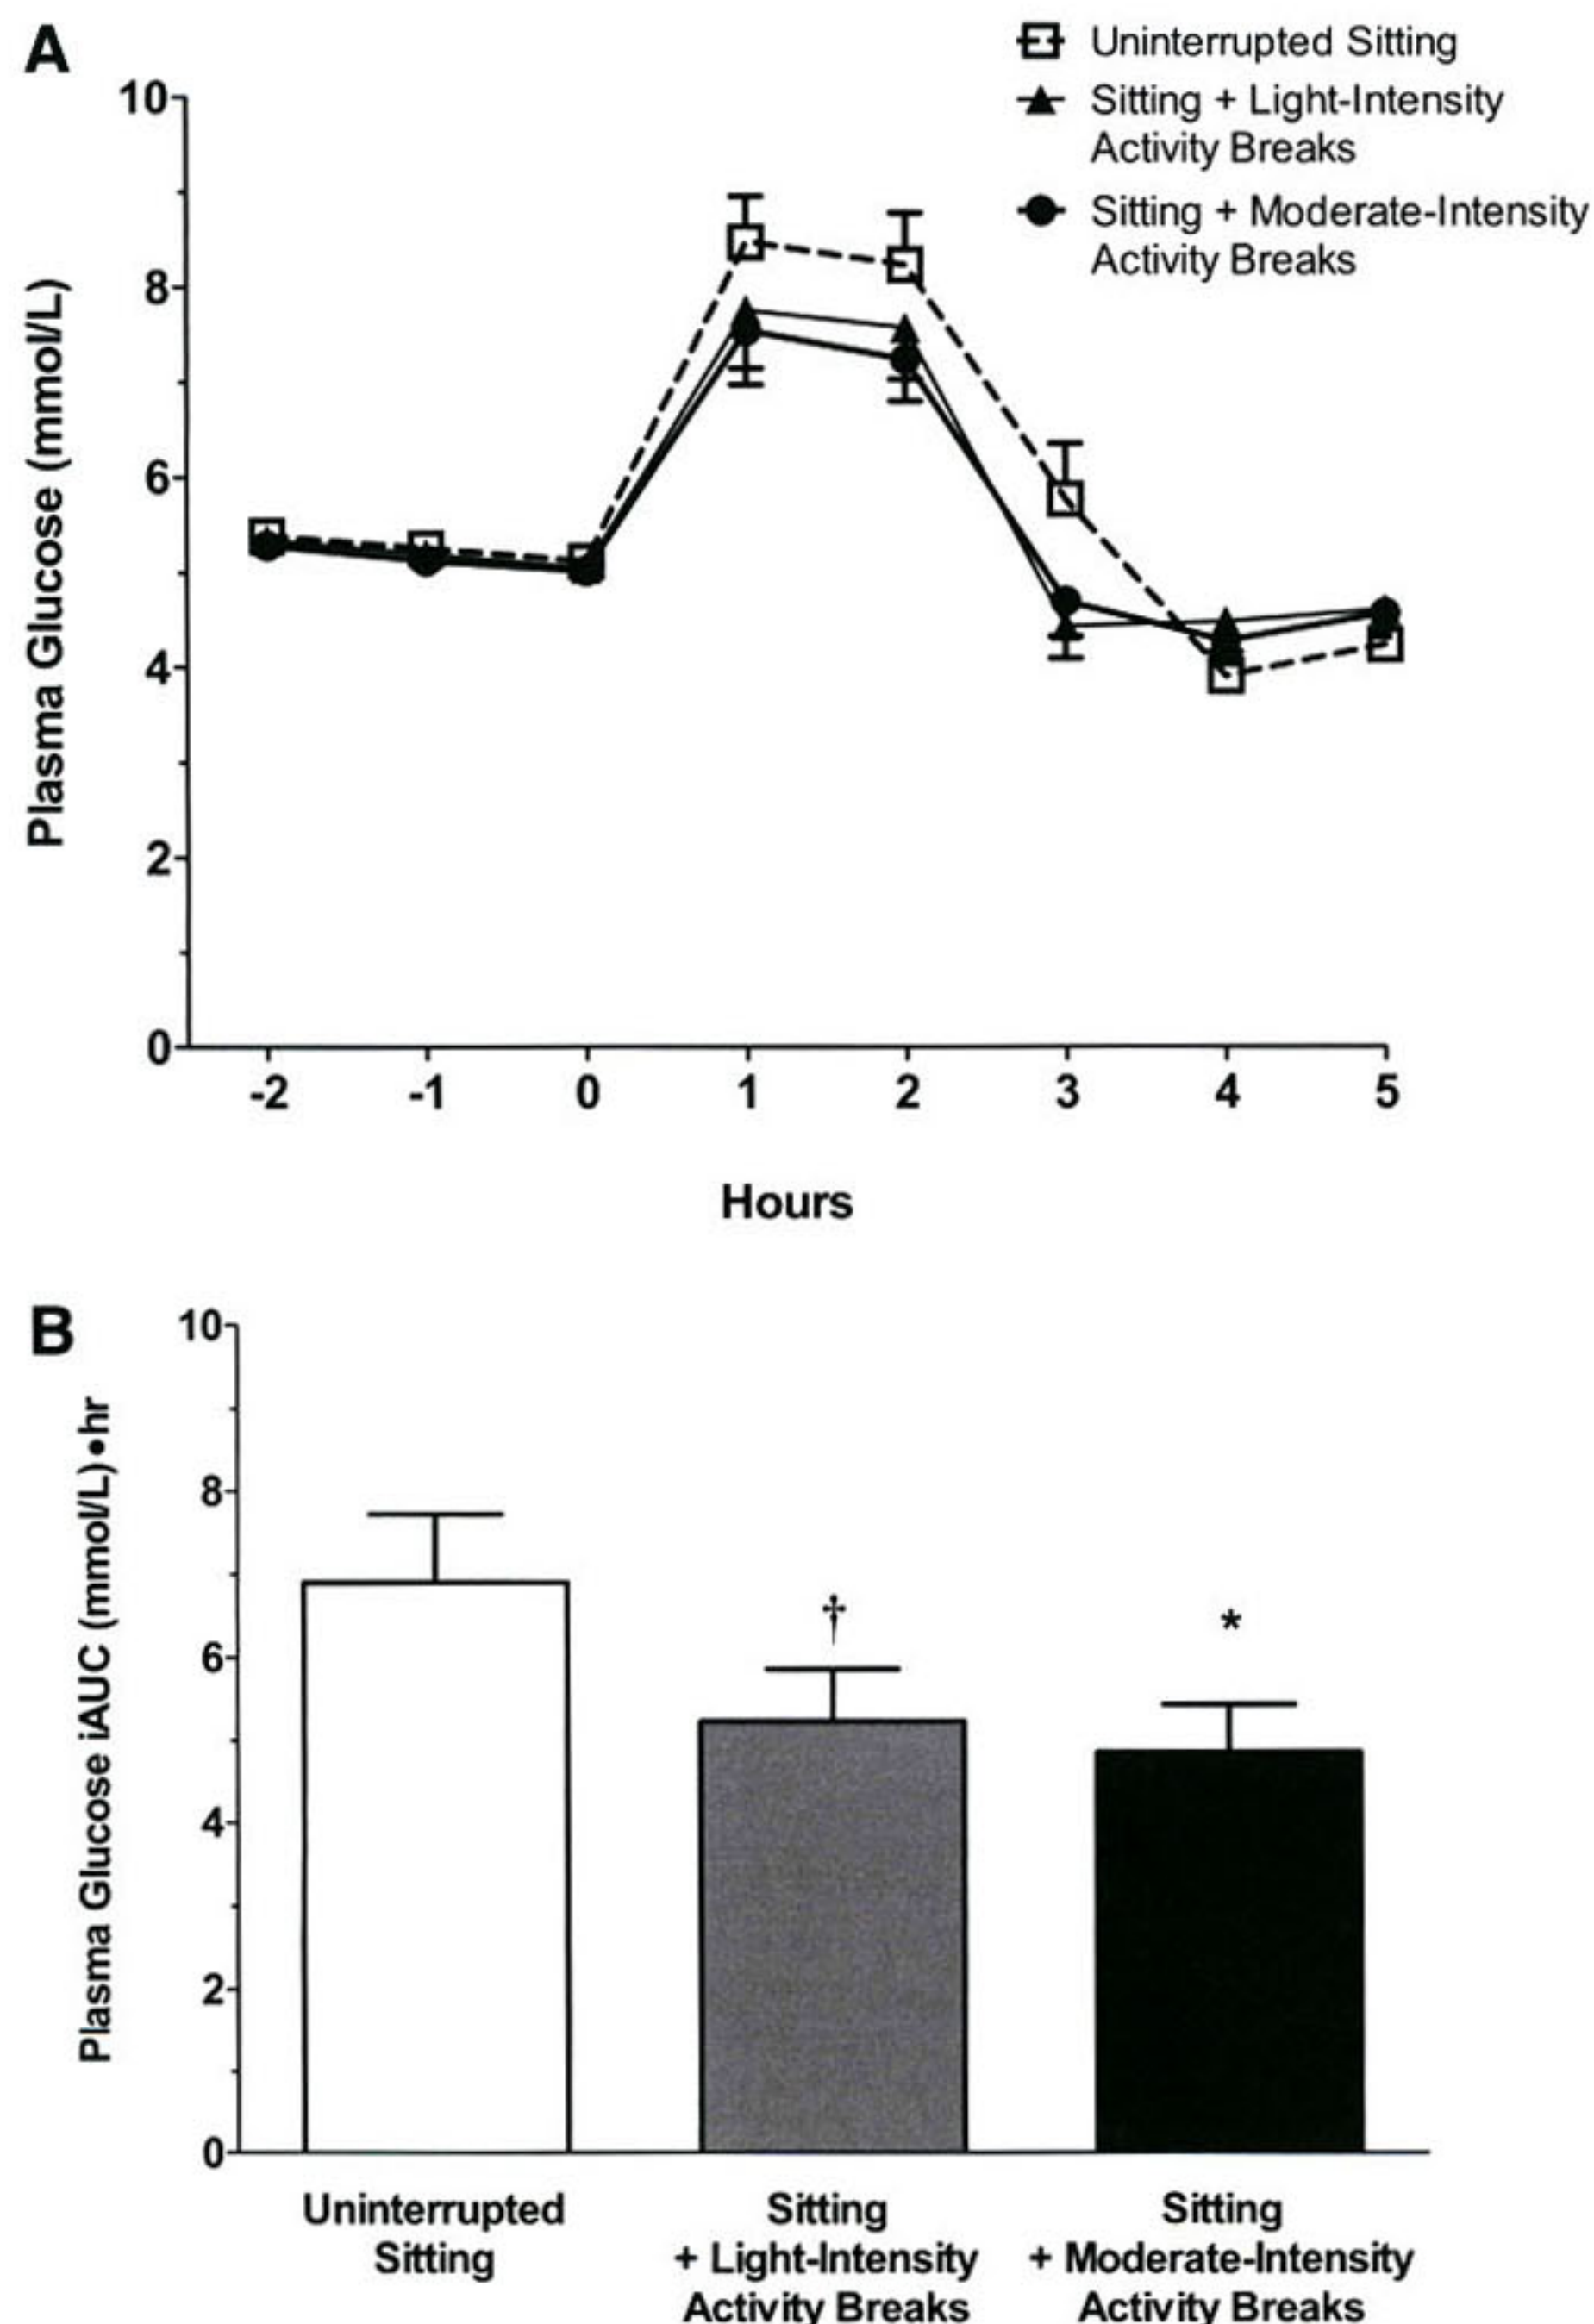 A
Uninterrupted Sitting
Sitting + Light-Intensity
Activity Breaks
Sitting + Moderate-Intensity
Activity Breaks
10
8
6
4
2
0
Plasma Glucose (mmol/L)
-2 -1 0 1 2 3 4 5
Hours
B
10
8
6
4
2
0
Plasma Glucose iAUC (mmol/L)•hr
†
*
Uninterrupted
Sitting
Sitting
+ Light-Intensity
Activity Breaks
Sitting
+ Moderate-Intensity
Activity Breaks